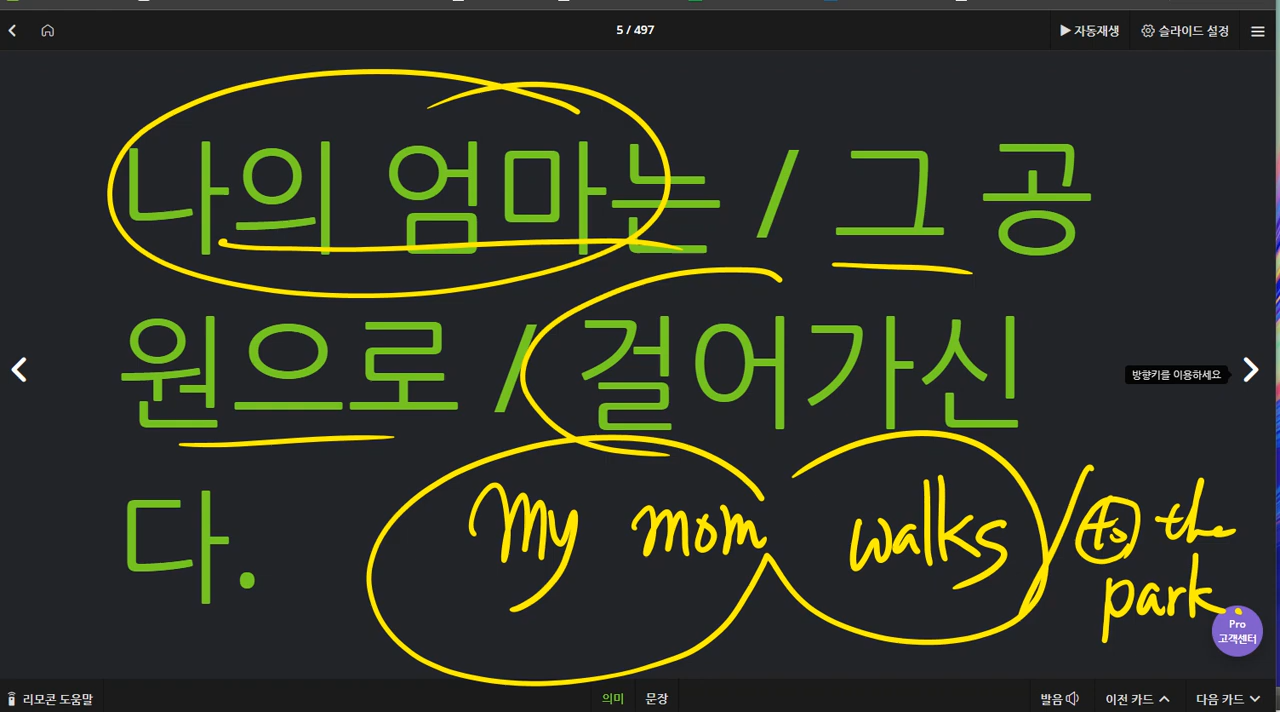 5 / 497
자동재생
슬라이드 설정
나의 엄마는 / 그 공
원으로 / 걸어가신
다.
방향키를 이용하세요
My mom walks / to the
park.
Pro
고객센터
리모콘 도움말
의미
문장
발음
이전 카드
다음 카드